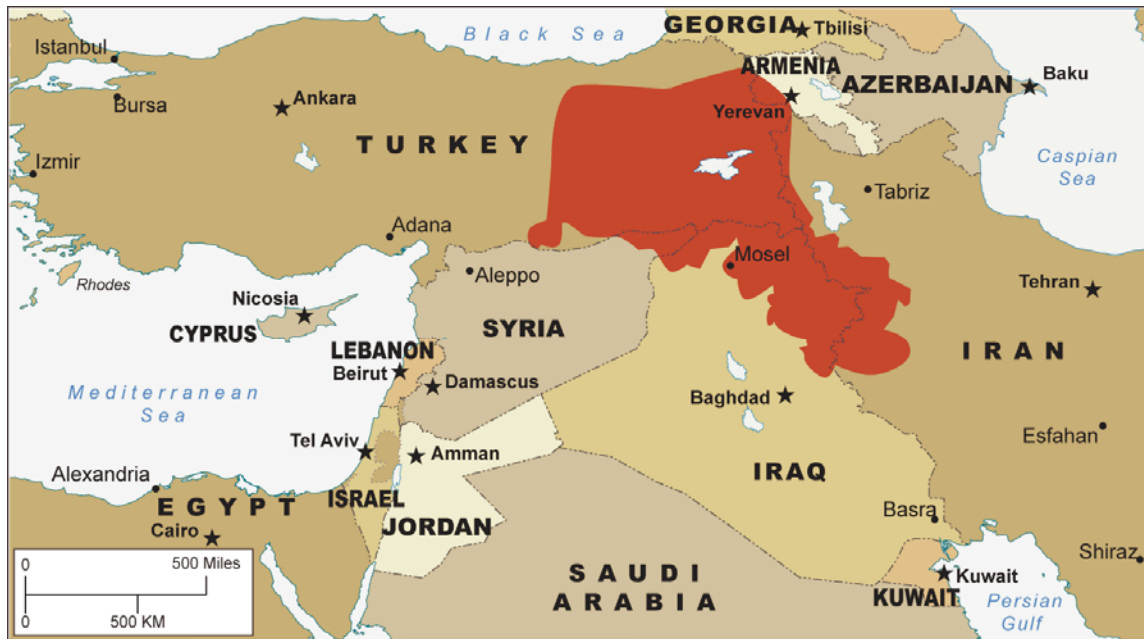 GEORGIA
Tbilisi
Black Sea
Istanbul
ARMENIA
AZERBAIJAN
Baku
Bursa
Ankara
Yerevan
TURKEY
Caspian
Sea
Izmir
Tabriz
Adana
Mosel
Aleppo
Rhodes
Tehran
Nicosia
CYPRUS
SYRIA
LEBANON
IRAN
Beirut
Damascus
Baghdad
Mediterranean
Sea
Tel Aviv
Esfahan
Amman
Alexandria
IRAQ
EGYPT
ISRAEL
Basra
JORDAN
Cairo
Shiraz
0 500 Miles
0 500 KM
SAUDI
ARABIA
Kuwait
KUWAIT
Persian
Gulf